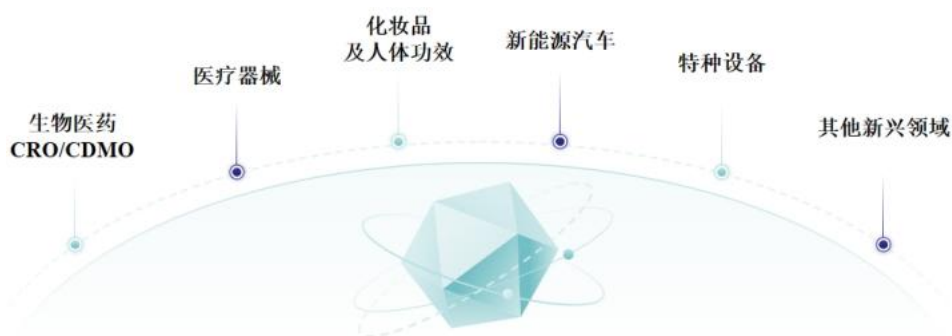 生物医药
CRO/CDMO
医疗器械
化妆品
及人体功效
新能源汽车
特种设备
其他新兴领域